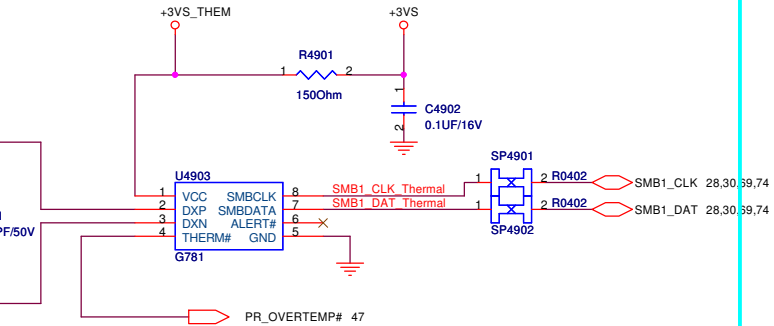 +3VS_THEM
+3VS
R4901
1 2
150Ohm
1
C4902
0.1UF/16V
2
SP4901
U4903
1 VCC SMBCLK 8 SMB1_CLK_Thermal 1 2 R0402 SMB1_CLK 28,30,69,74
2 DXP SMBDATA 7 SMB1_DAT_Thermal 1 2 R0402 SMB1_DAT 28,30,69,74
3 DXN ALERT# 6
4 THERM# GND 5
PF/50V
SP4902
G781
PR_OVERTEMP# 47